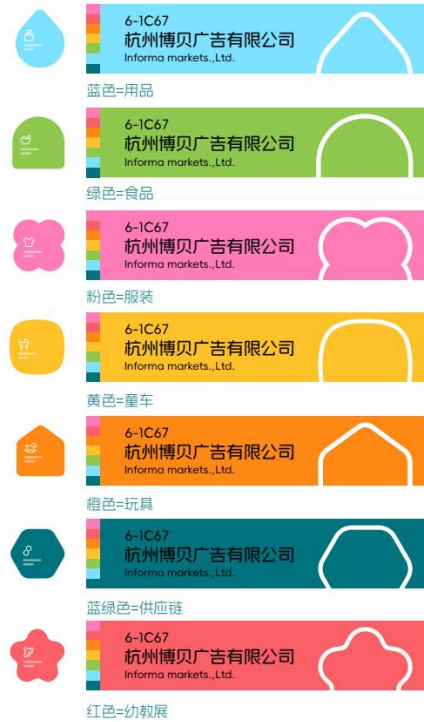 6-1C67
杭州博贝广告有限公司
Informa markets.,Ltd.
蓝色=用品
6-1C67
杭州博贝广告有限公司
Informa markets.,Ltd.
绿色=食品
6-1C67
杭州博贝广告有限公司
Informa markets.,Ltd.
粉色=服装
6-1C67
杭州博贝广告有限公司
Informa markets.,Ltd.
黄色=童车
6-1C67
杭州博贝广告有限公司
Informa markets.,Ltd.
橙色=玩具
6-1C67
杭州博贝广告有限公司
Informa markets.,Ltd.
蓝绿色=供应链
6-1C67
杭州博贝广告有限公司
Informa markets.,Ltd.
红色=幼教展